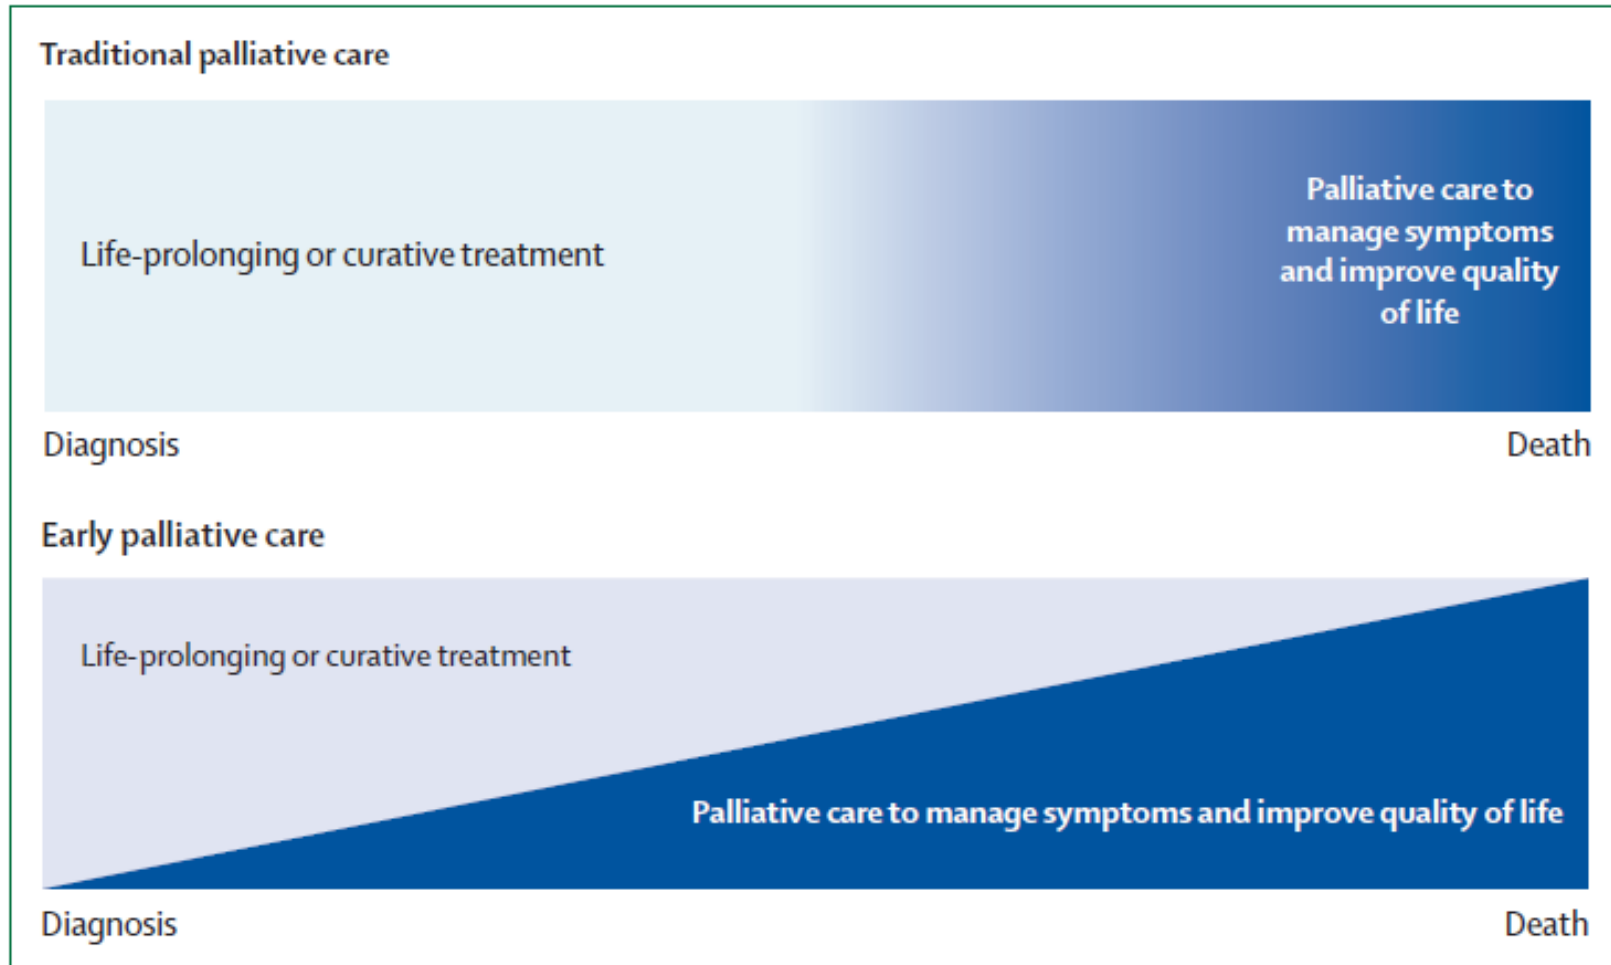 Traditional palliative care
Life-prolonging or curative treatment
Palliative care to
manage symptoms
and improve quality
of life
Diagnosis
Death
Early palliative care
Life-prolonging or curative treatment
Palliative care to manage symptoms and improve quality of life
Diagnosis
Death